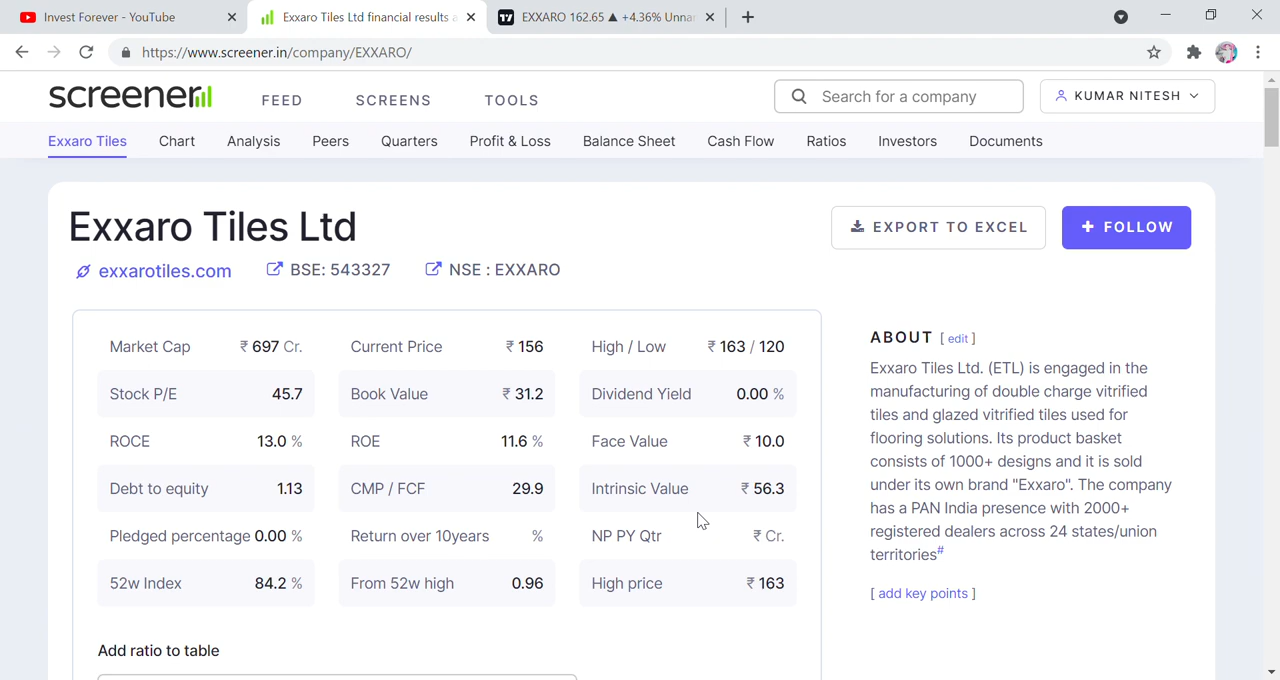 Invest Forever - YouTube
Exxaro Tiles Ltd financial results a
EXXARO 162.65 ▲ +4.36% Unnar
https://www.screener.in/company/EXXARO/
screener
FEED SCREENS TOOLS
Search for a company
KUMAR NITESH
Exxaro Tiles Chart Analysis Peers Quarters Profit & Loss Balance Sheet Cash Flow Ratios Investors Documents
Exxaro Tiles Ltd
EXPORT TO EXCEL
+ FOLLOW
exxarotiles.com BSE: 543327 NSE : EXXARO
Market Cap ₹ 697 Cr. Current Price ₹ 156 High / Low ₹ 163 / 120
Stock P/E 45.7 Book Value ₹ 31.2 Dividend Yield 0.00 %
ROCE 13.0 % ROE 11.6 % Face Value ₹ 10.0
Debt to equity 1.13 CMP / FCF 29.9 Intrinsic Value ₹ 56.3
Pledged percentage 0.00 % Return over 10years % NP PY Qtr ₹ Cr.
52w Index 84.2 % From 52w high 0.96 High price ₹ 163
Add ratio to table
ABOUT [ edit ]
Exxaro Tiles Ltd. (ETL) is engaged in the
manufacturing of double charge vitrified
tiles and glazed vitrified tiles used for
flooring solutions. Its product basket
consists of 1000+ designs and it is sold
under its own brand "Exxaro". The company
has a PAN India presence with 2000+
registered dealers across 24 states/union
territories#
[ add key points ]